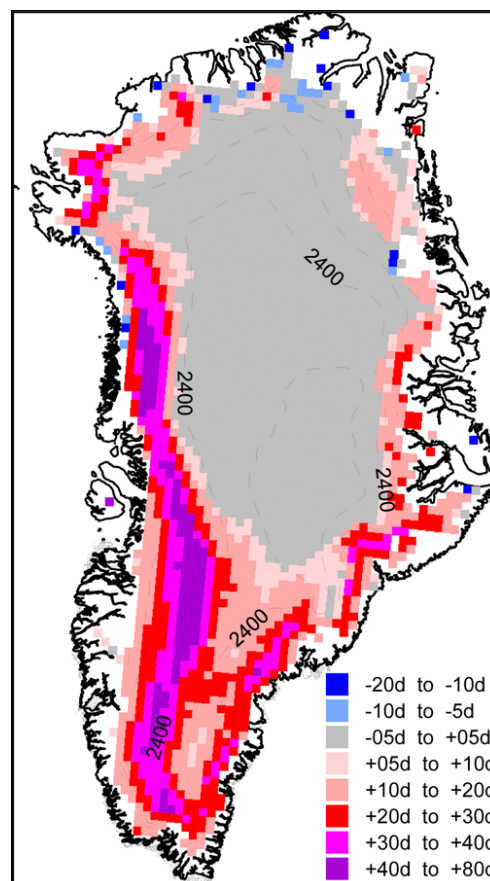 2400
2400
2400
2400
2400
-20d to -10d
-10d to -5d
-05d to +05d
+05d to +10d
+10d to +20d
+20d to +30d
+30d to +40d
+40d to +80d